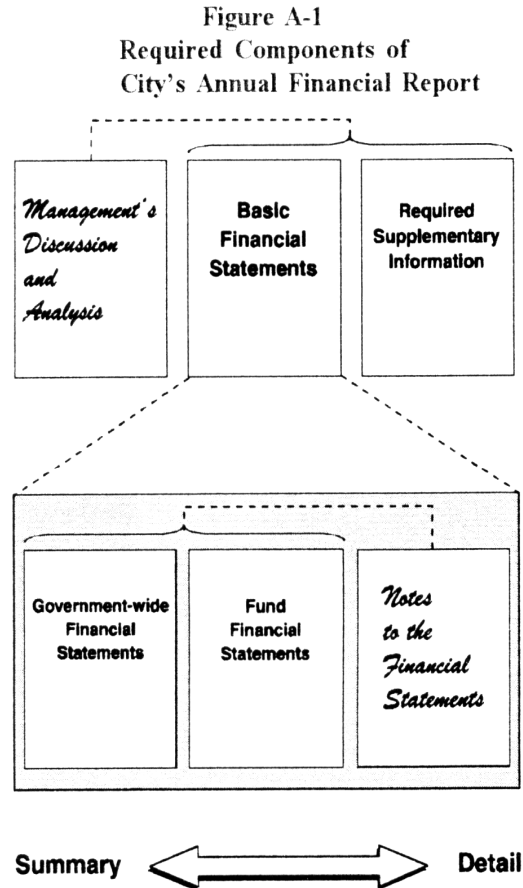 Figure A-1
Required Components of
City's Annual Financial Report
Management's
Discussion
and
Analysis
Basic
Financial
Statements
Required
Supplementary
Information
Government-wide
Financial
Statements
Fund
Financial
Statements
Notes
to the
Financial
Statements
Summary
Detail